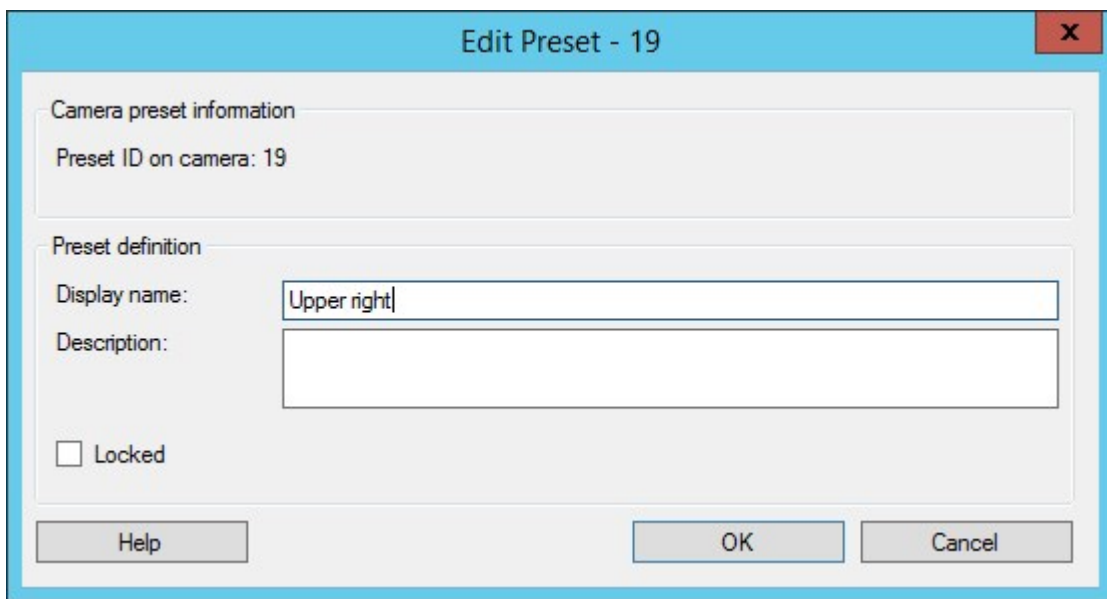 Edit Preset - 19
x
Camera preset information
Preset ID on camera: 19
Preset definition
Display name: Upper right
Description:
Locked
Help OK Cancel